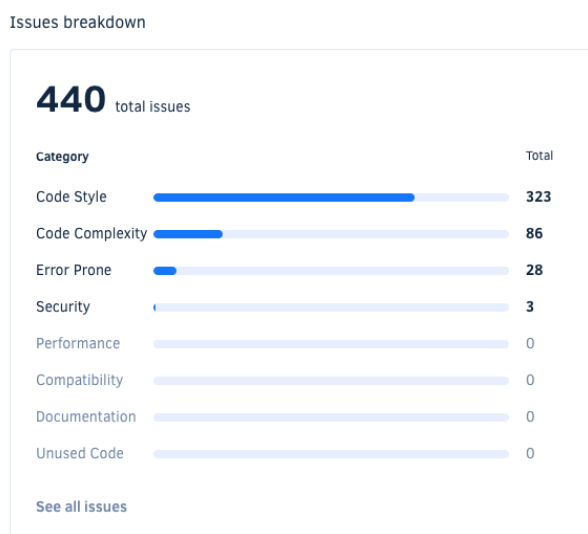 Issues breakdown
440 total issues
Category Total
Code Style 323
Code Complexity 86
Error Prone 28
Security 3
Performance 0
Compatibility 0
Documentation 0
Unused Code 0
See all issues